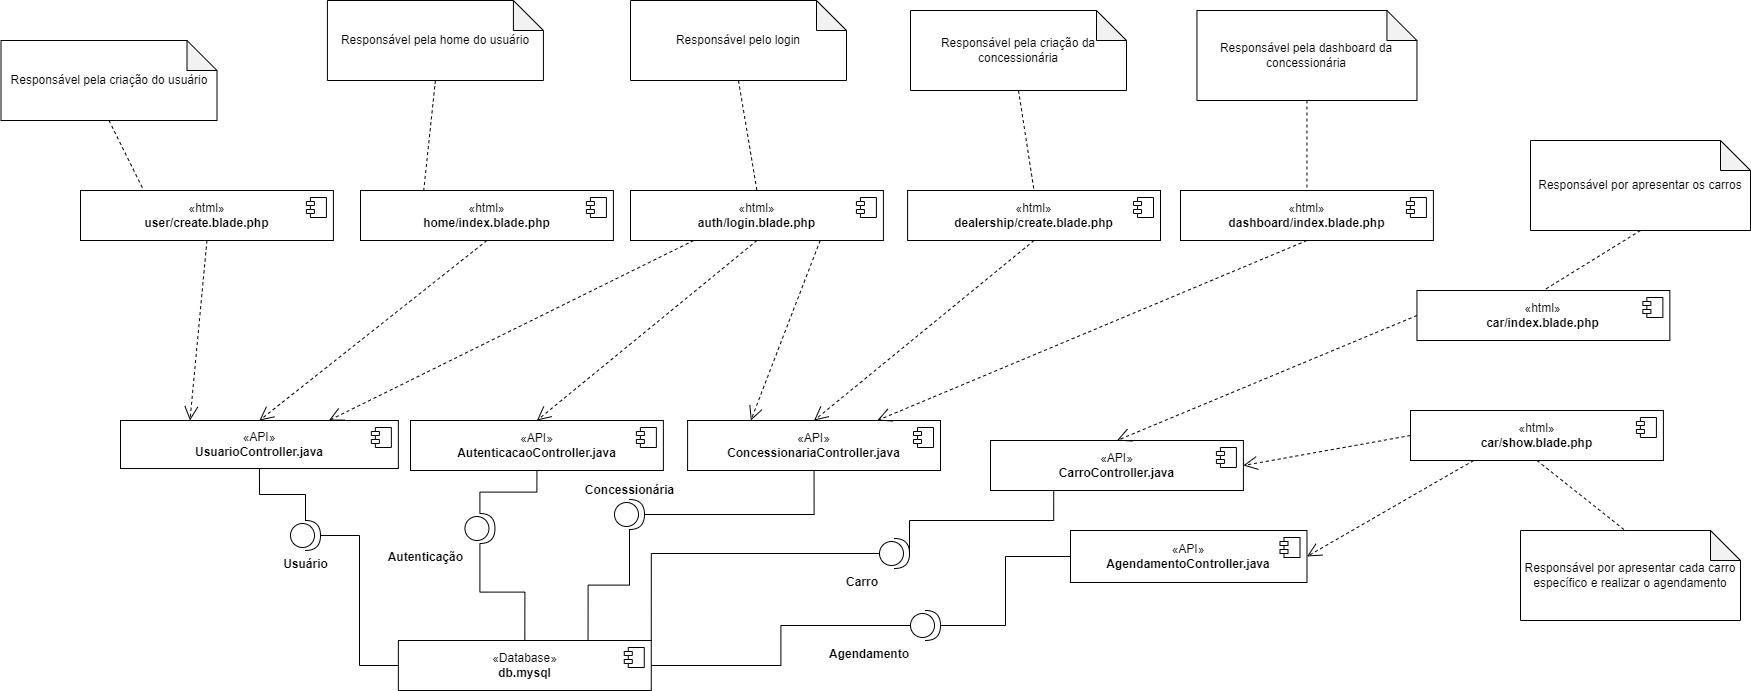 Responsável pela criação do usuário
Responsável pela home do usuário
Responsável pelo login
Responsável pela criação da
concessionária
Responsável pela dashboard da
concessionária
Responsável por apresentar os carros
«html»
user/create.blade.php
«html»
home/index.blade.php
«html»
auth/login.blade.php
«html»
dealership/create.blade.php
«html»
dashboard/index.blade.php
«html»
car/index.blade.php
«html»
car/show.blade.php
«API»
UsuarioController.java
«API»
AutenticacaoController.java
«API»
ConcessionariaController.java
«API»
CarroController.java
«API»
AgendamentoController.java
Responsável por apresentar cada carro
específico e realizar o agendamento
Usuário
Autenticação
Concessionária
Carro
Agendamento
«Database»
db.mysql